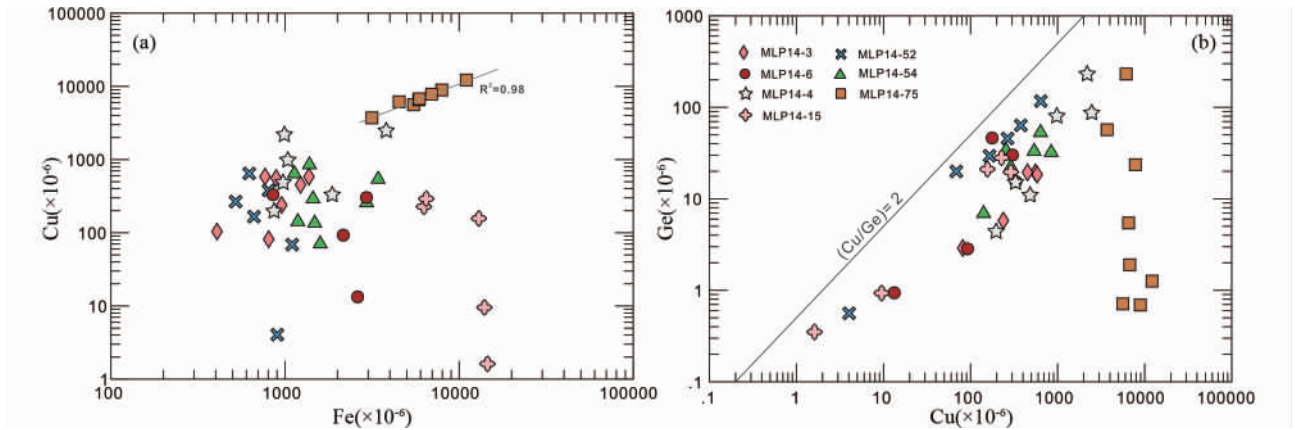 (a)
100000
10000
1000
100
10
1
Cu(×10⁻⁶)
R²=0.98
100
1000
10000
100000
Fe(×10⁻⁶)
(b)
1000
100
10
1
.1
Ge(×10⁻⁶)
MLP14-3
MLP14-6
MLP14-4
MLP14-15
MLP14-52
MLP14-54
MLP14-75
(Cu/Ge)= 2
.1
1
10
100
1000
10000
100000
Cu(×10⁻⁶)